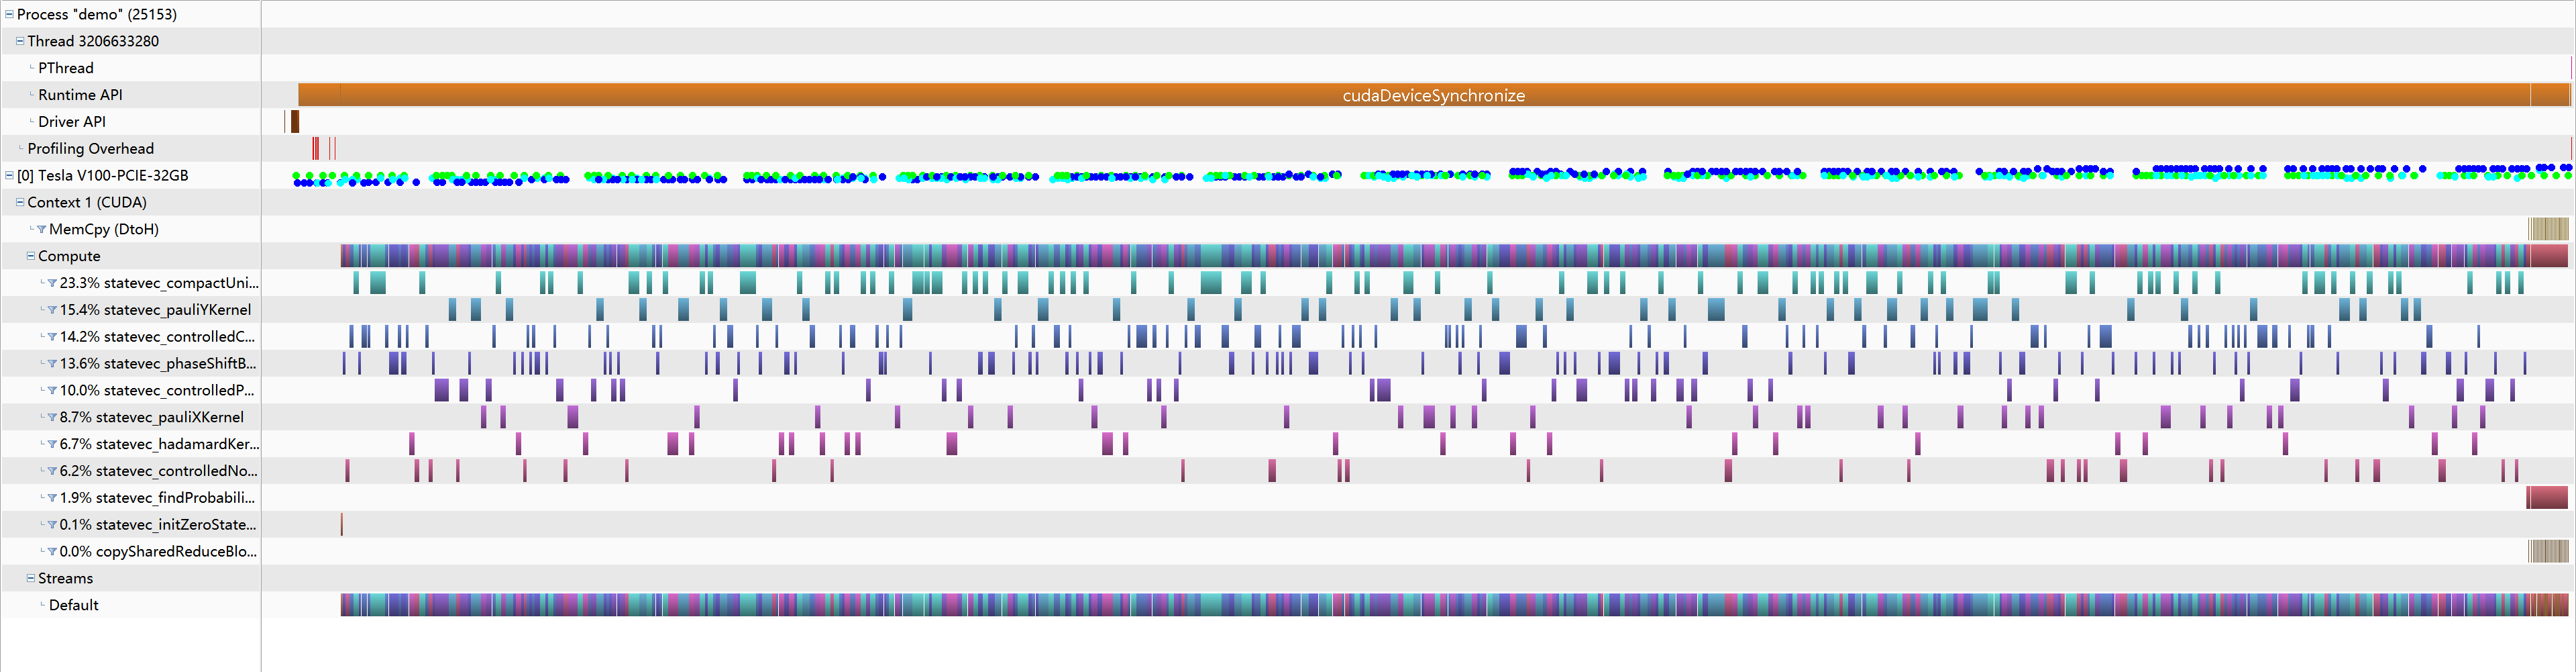 Process "demo" (25153)
Thread 3206633280
PThread
Runtime API
cudaDeviceSynchronize
Driver API
Profiling Overhead
[0] Tesla V100-PCIE-32GB
Context 1 (CUDA)
MemCpy (DtoH)
Compute
23.3% statevec_compactUni...
15.4% statevec_pauliYKernel
14.2% statevec_controlledC...
13.6% statevec_phaseShiftB...
10.0% statevec_controlledP...
8.7% statevec_pauliXKernel
6.7% statevec_hadamardKer...
6.2% statevec_controlledNo...
1.9% statevec_findProbabili...
0.1% statevec_initZeroState...
0.0% copySharedReduceBlo...
Streams
Default